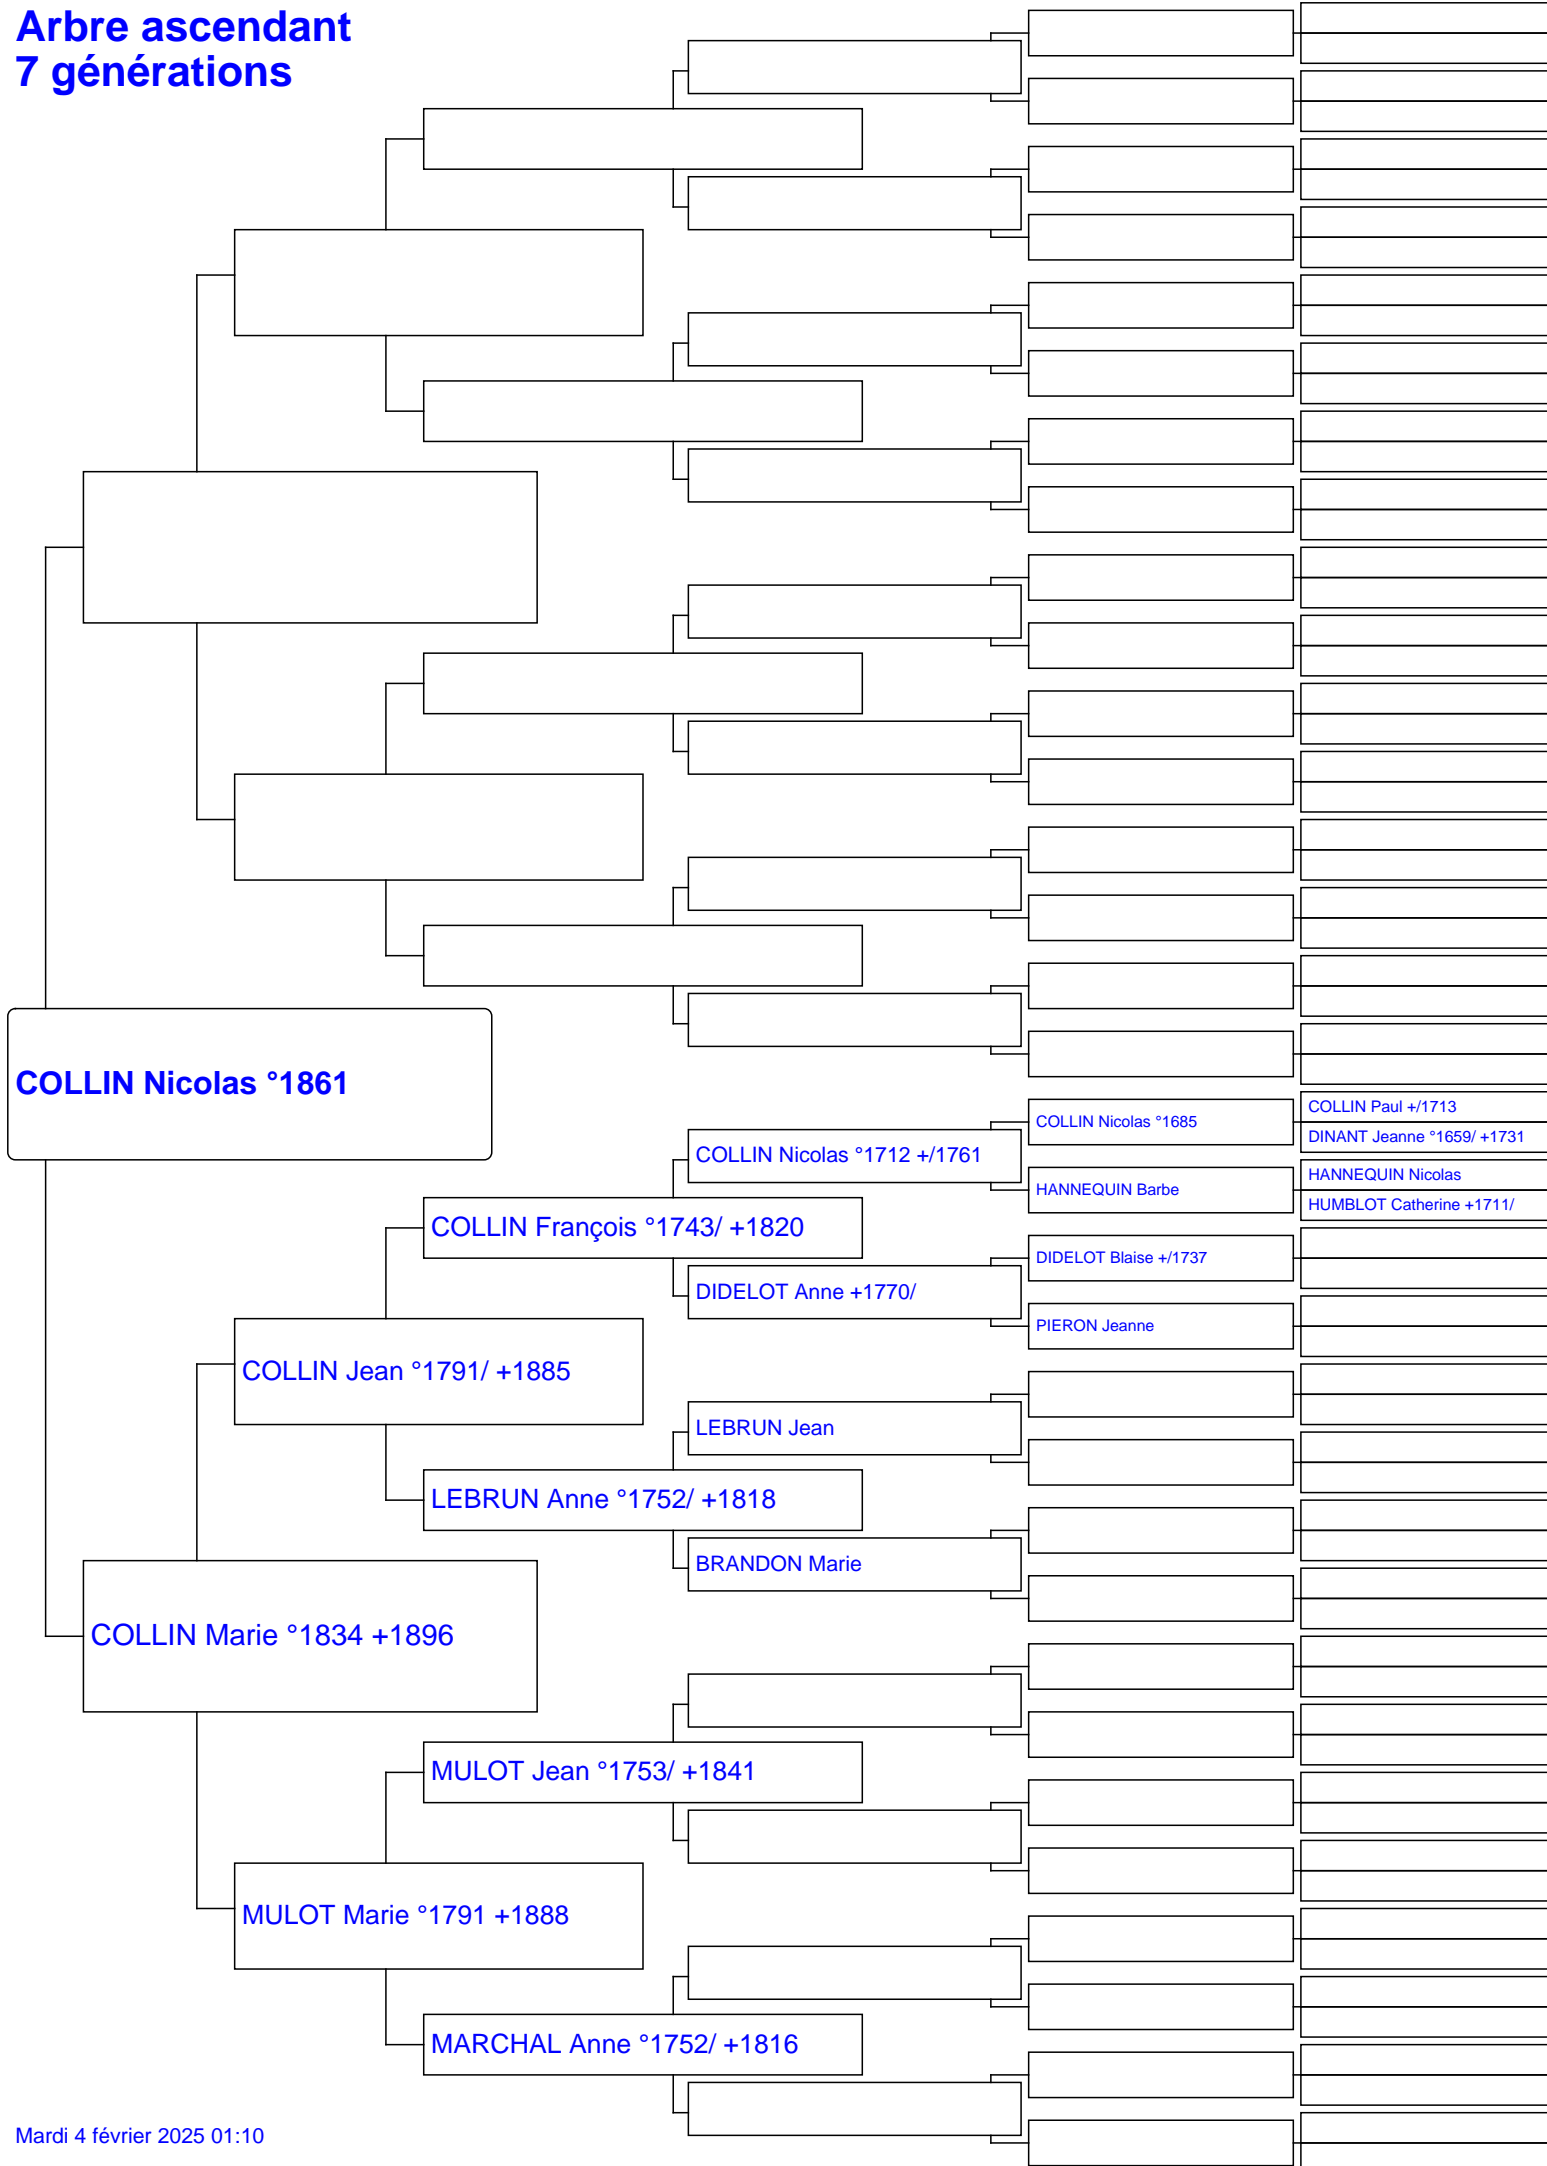 Arbre ascendant
7 générations
COLLIN Nicolas °1861
COLLIN Paul +/1713
COLLIN Nicolas °1685
DINANT Jeanne °1659/ +1731
COLLIN Nicolas °1712 +/1761
HANNEQUIN Nicolas
HANNEQUIN Barbe
HUMBLOT Catherine +1711/
COLLIN François °1743/ +1820
DIDELOT Blaise +/1737
DIDELOT Anne +1770/
PIERON Jeanne
COLLIN Jean °1791/ +1885
LEBRUN Jean
LEBRUN Anne °1752/ +1818
BRANDON Marie
COLLIN Marie °1834 +1896
MULOT Jean °1753/ +1841
MULOT Marie °1791 +1888
MARCHAL Anne °1752/ +1816
Mardi 4 février 2025 01:10